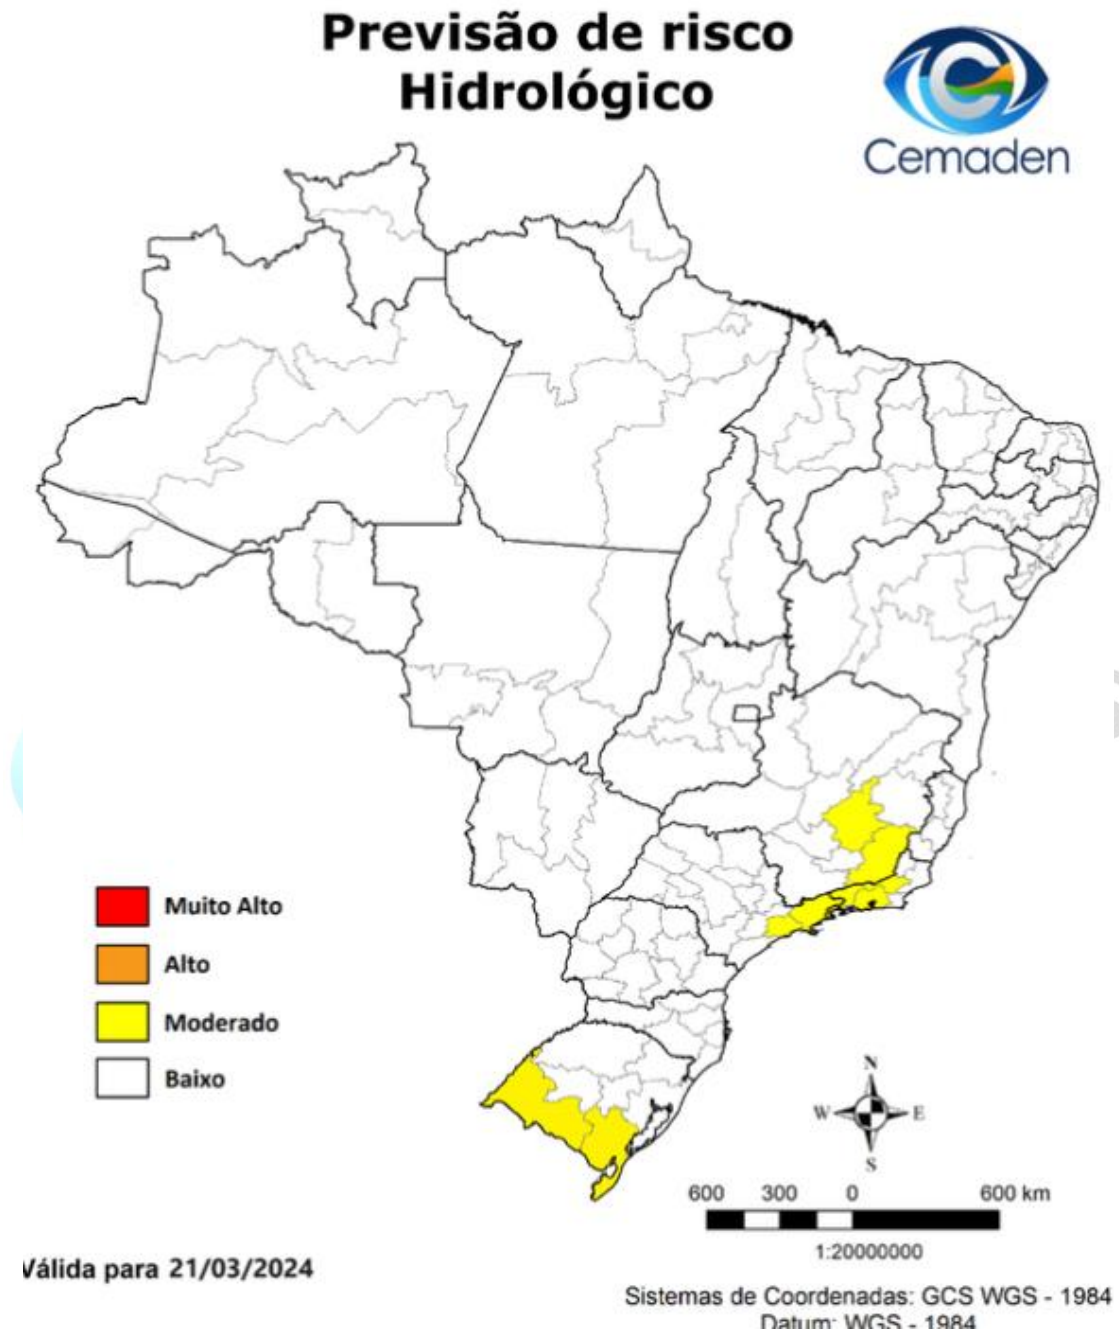 Previsão de risco
Hidrológico
Cemaden
Muito Alto
Alto
Moderado
Baixo
N
W E
S
600 300 0 600 km
1:20000000
Válida para 21/03/2024
Sistemas de Coordenadas: GCS WGS - 1984
Datum: WGS - 1984